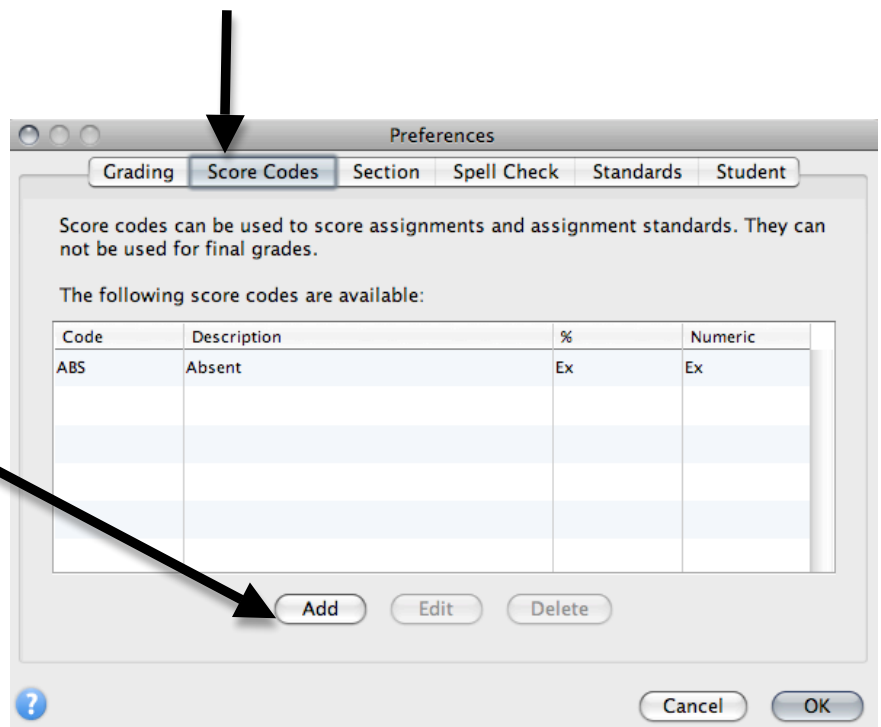 Preferences
Grading Score Codes Section Spell Check Standards Student
Score codes can be used to score assignments and assignment standards. They can
not be used for final grades.
The following score codes are available:
Code Description % Numeric
ABS Absent Ex Ex
Add Edit Delete
? Cancel OK